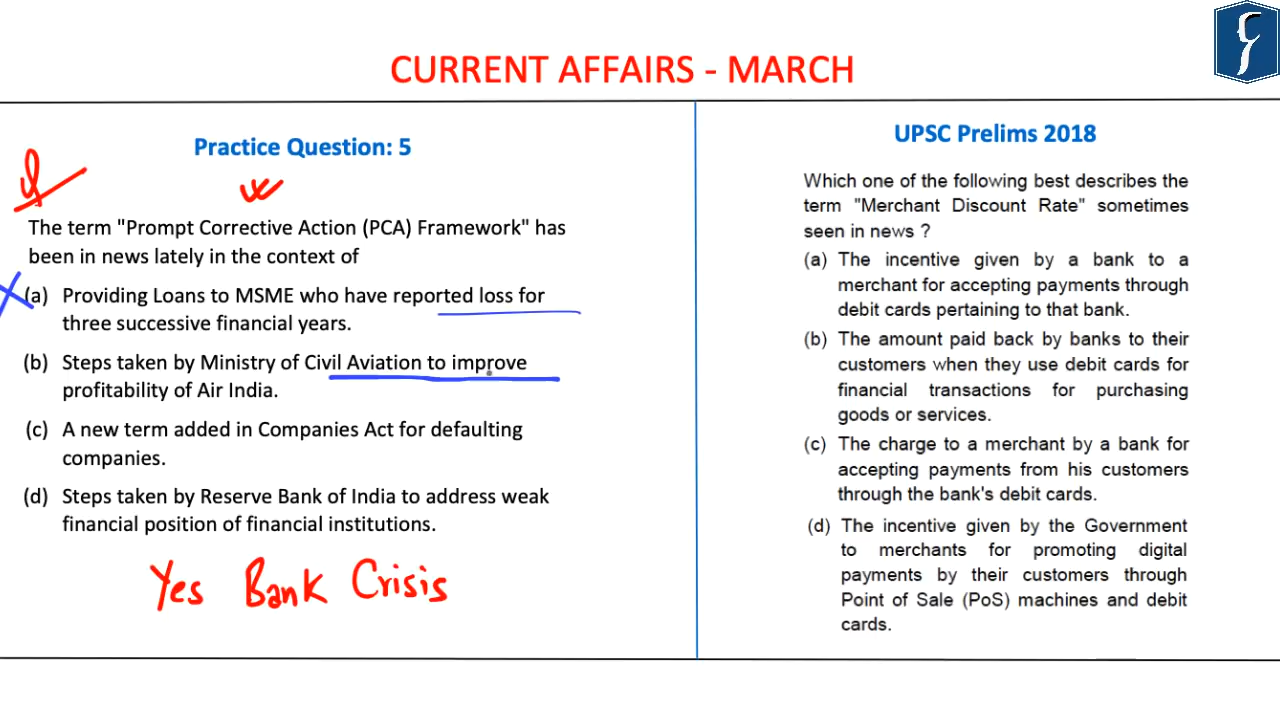 CURRENT AFFAIRS - MARCH
Practice Question: 5
The term "Prompt Corrective Action (PCA) Framework" has
been in news lately in the context of
(a) Providing Loans to MSME who have reported loss for
three successive financial years.
(b) Steps taken by Ministry of Civil Aviation to improve
profitability of Air India.
(c) A new term added in Companies Act for defaulting
companies.
(d) Steps taken by Reserve Bank of India to address weak
financial position of financial institutions.
Yes Bank Crisis
UPSC Prelims 2018
Which one of the following best describes the
term "Merchant Discount Rate" sometimes
seen in news ?
(a) The incentive given by a bank to a
merchant for accepting payments through
debit cards pertaining to that bank.
(b) The amount paid back by banks to their
customers when they use debit cards for
financial transactions for purchasing
goods or services.
(c) The charge to a merchant by a bank for
accepting payments from his customers
through the bank's debit cards.
(d) The incentive given by the Government
to merchants for promoting digital
payments by their customers through
Point of Sale (PoS) machines and debit
cards.